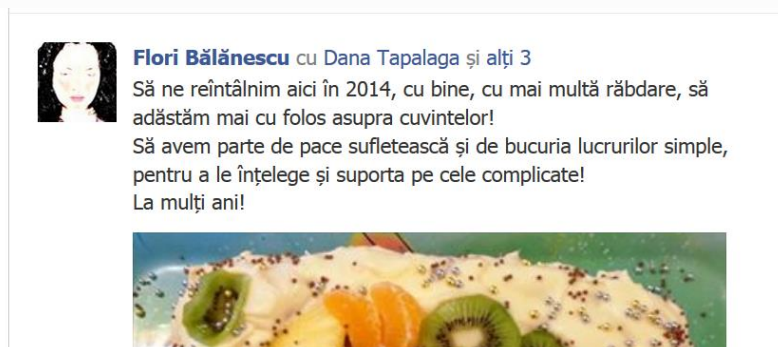 Flori Bălănescu cu Dana Tapalaga și alți 3
Să ne reîntâlnim aici în 2014, cu bine, cu mai multă răbdare, să
adăstăm mai cu folos asupra cuvintelor!
Să avem parte de pace sufletească și de bucuria lucrurilor simple,
pentru a le înțelege și suporta pe cele complicate!
La mulți ani!